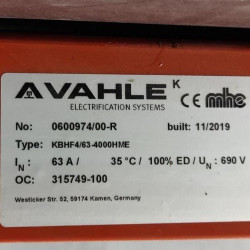 VAHLE K
ELECTRIFICATION SYSTEMS
CE mhe
No: 0600974/00-R built: 11/2019
Type: KBHF4/63-4000HME
IN: 63 A / 35 °C / 100% ED / UN: 690 V
OC: 315749-100
Westicker Str. 52, 59174 Kamen, Germany